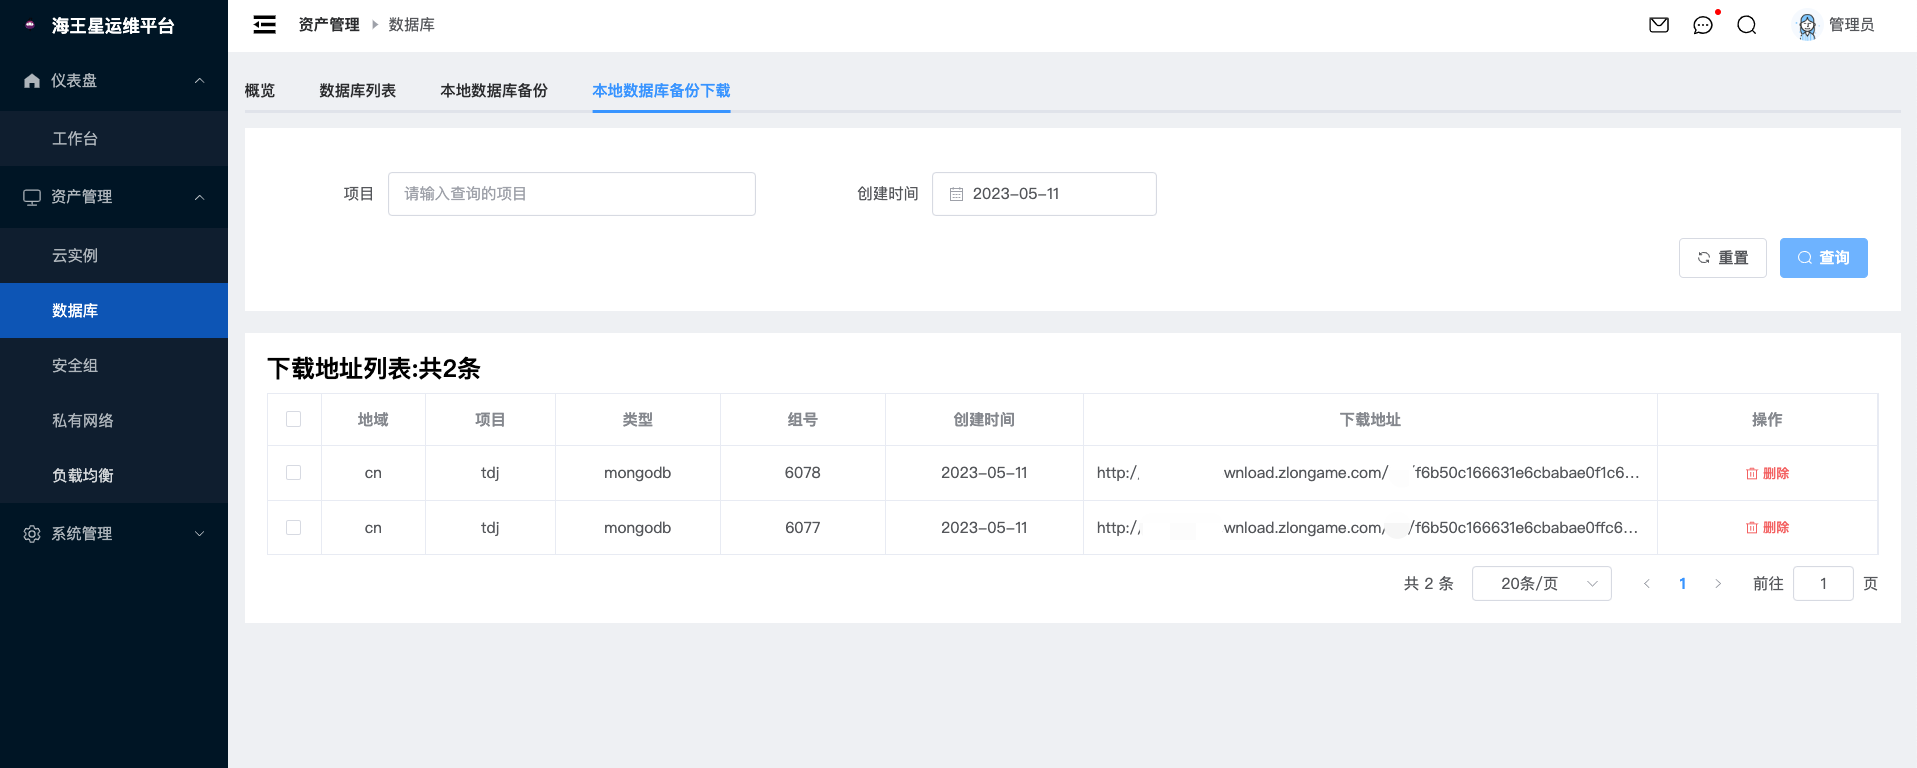 海王星运维平台
资产管理
数据库
管理员
仪表盘
工作台
资产管理
云实例
数据库
安全组
私有网络
负载均衡
系统管理
概览
数据库列表
本地数据库备份
本地数据库备份下载
项目
请输入查询的项目
创建时间
2023-05-11
重置
查询
下载地址列表:共2条
地域 项目 类型 组号 创建时间 下载地址 操作
cn tdj mongodb 6078 2023-05-11 http:/ wnload.zlongame.com/ f6b50c166631e6cbabae0f1c6... 删除
cn tdj mongodb 6077 2023-05-11 http:/ wnload.zlongame.com/ /f6b50c166631e6cbabae0ffc6... 删除
共 2 条 20条/页 1 前往 1 页